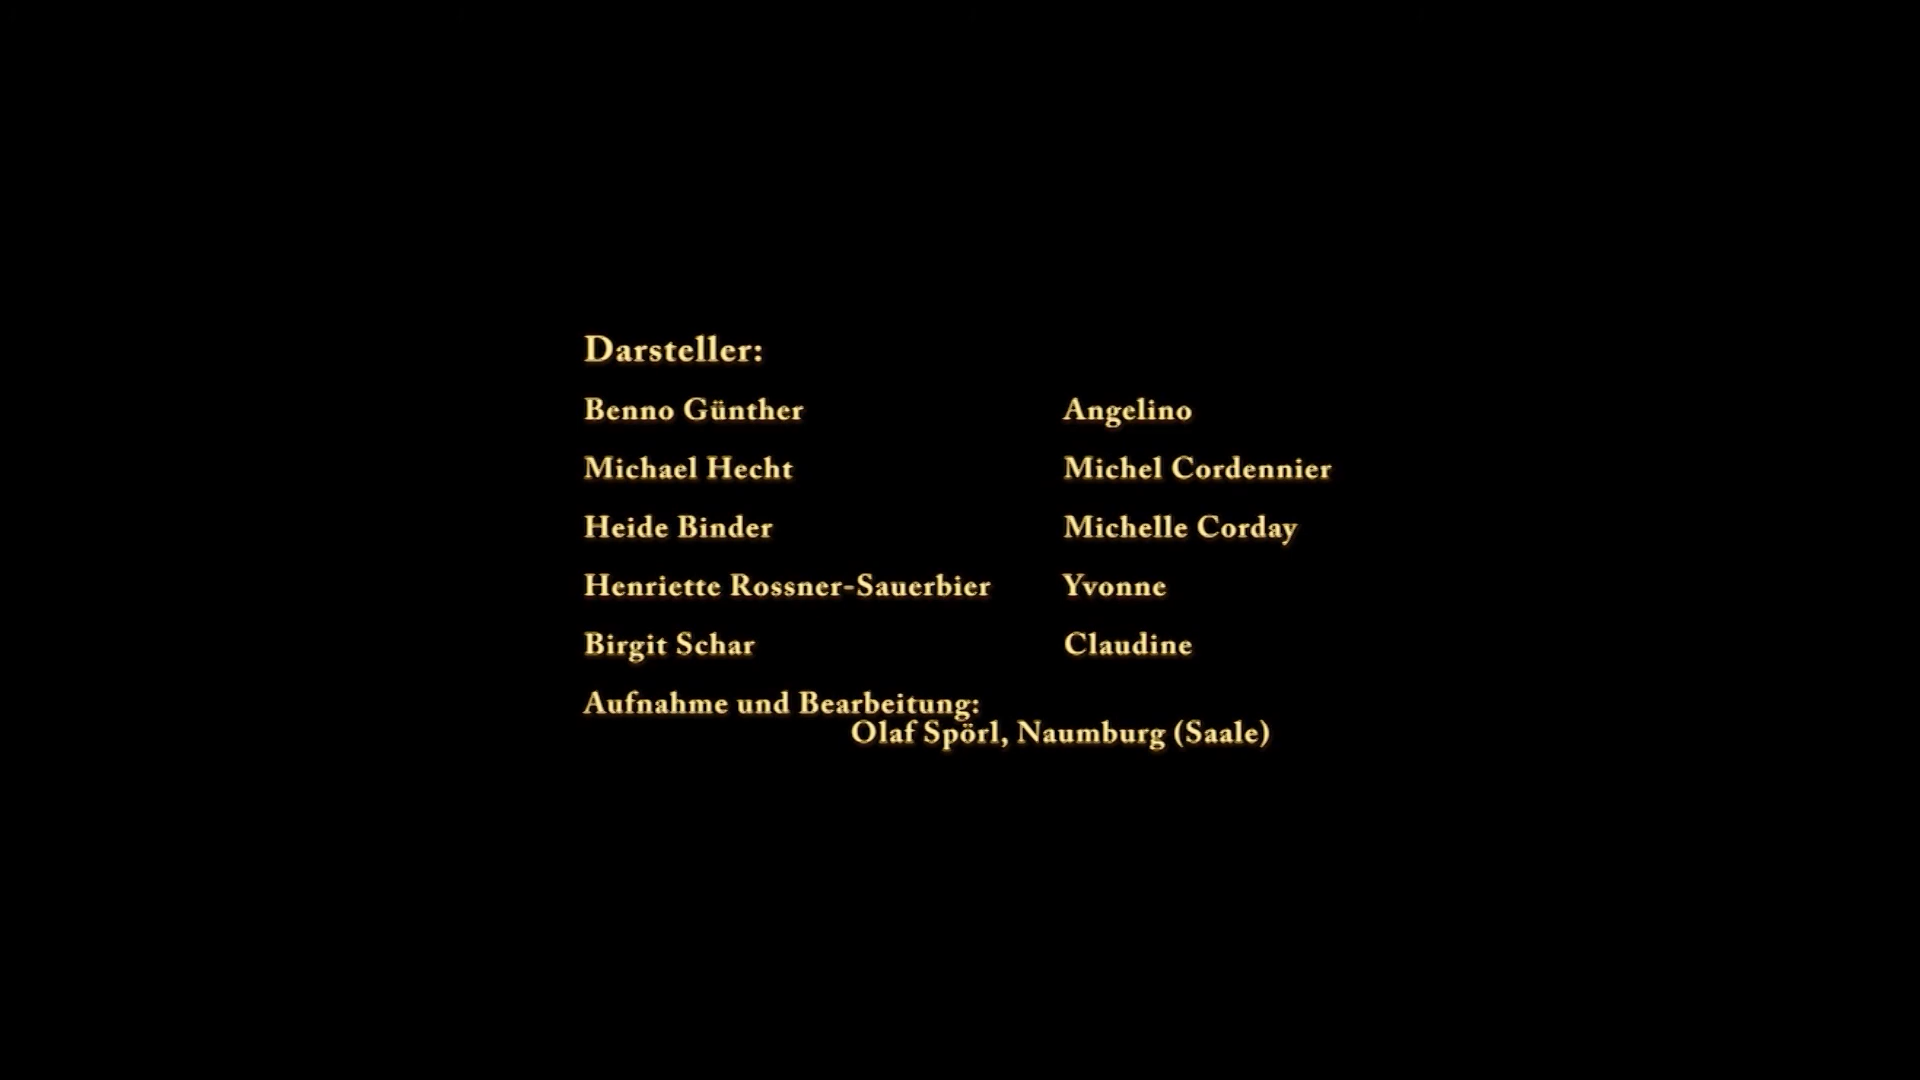 Darsteller:
Benno Günther Angelino
Michael Hecht Michel Cordennier
Heide Binder Michelle Corday
Henriette Rossner-Sauerbier Yvonne
Birgit Schar Claudine
Aufnahme und Bearbeitung:
Olaf Spörl, Naumburg (Saale)